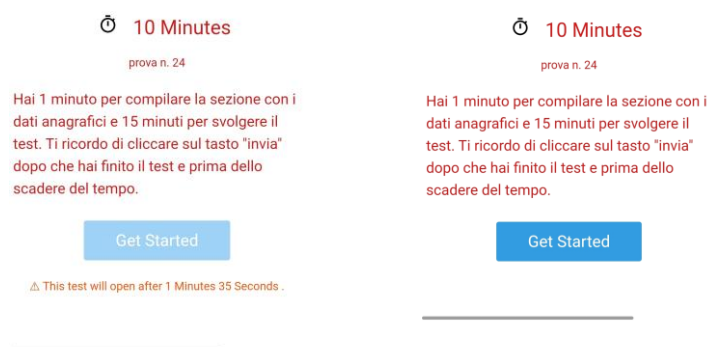 10 Minutes
prova n. 24
Hai 1 minuto per compilare la sezione con i
dati anagrafici e 15 minuti per svolgere il
test. Ti ricordo di cliccare sul tasto "invia"
dopo che hai finito il test e prima dello
scadere del tempo.
Get Started
⚠ This test will open after 1 Minutes 35 Seconds .
10 Minutes
prova n. 24
Hai 1 minuto per compilare la sezione con i
dati anagrafici e 15 minuti per svolgere il
test. Ti ricordo di cliccare sul tasto "invia"
dopo che hai finito il test e prima dello
scadere del tempo.
Get Started